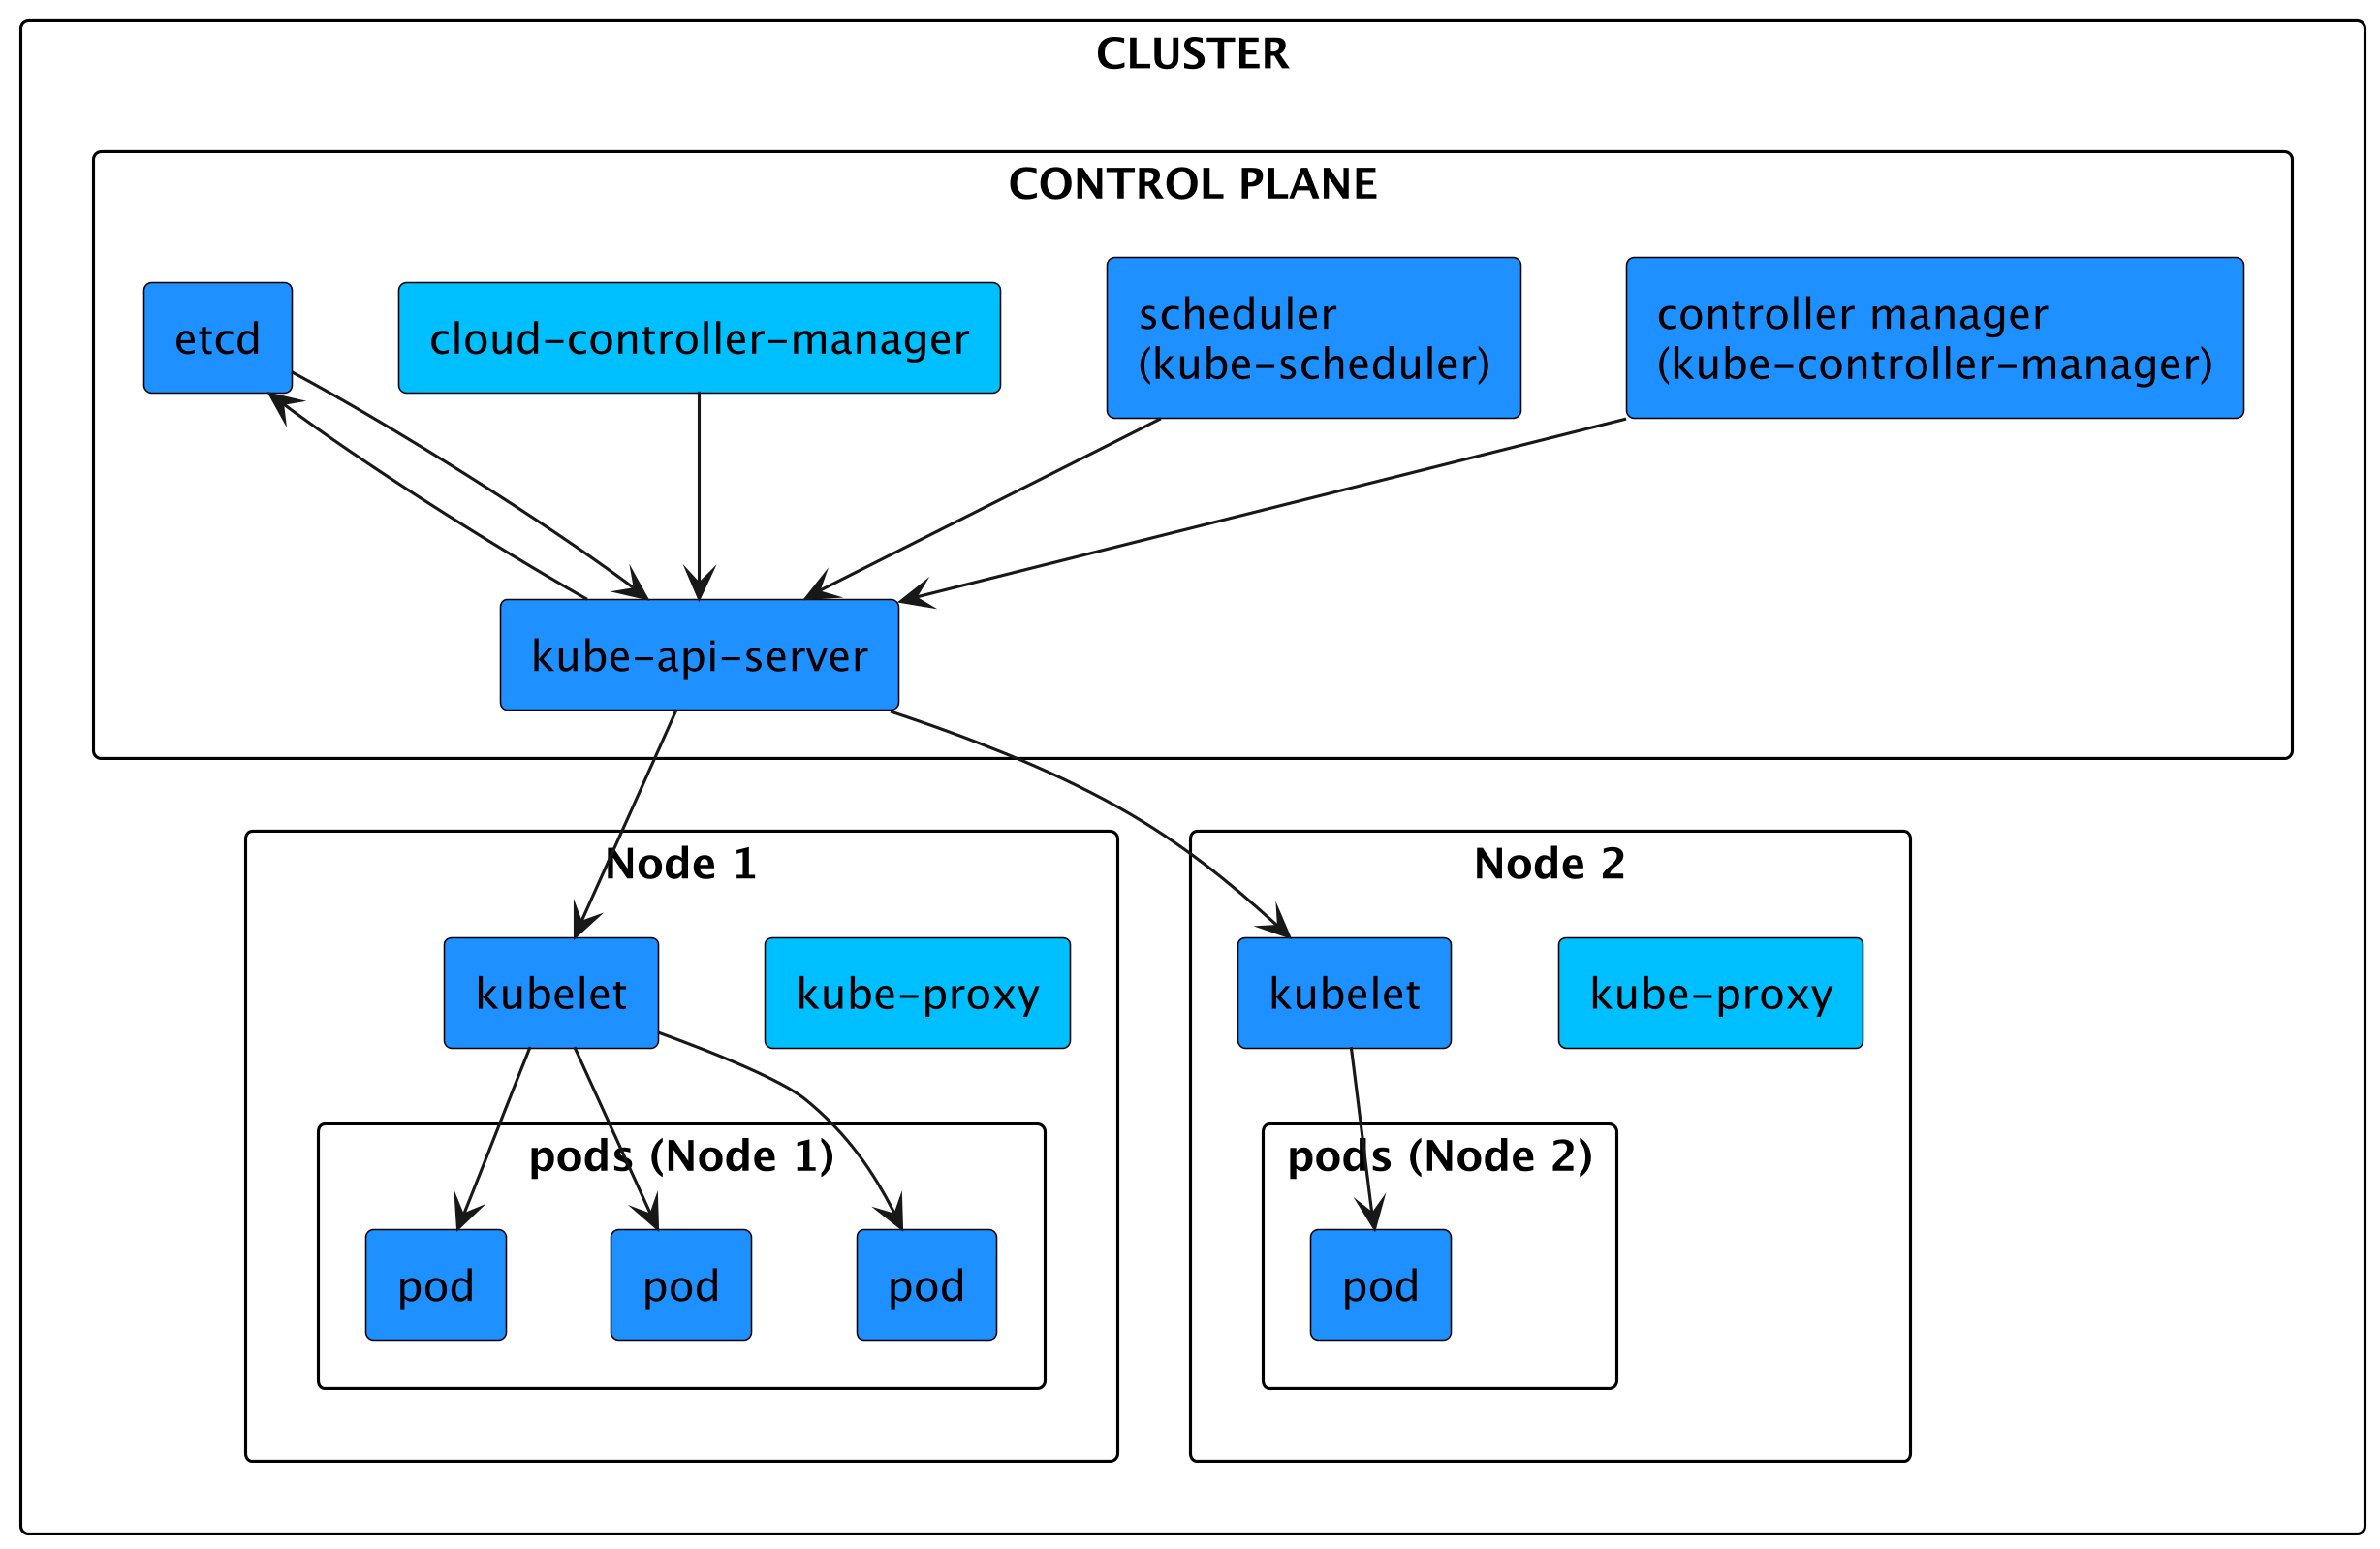 CLUSTER
CONTROL PLANE
etcd
cloud-controller-manager
scheduler
(kube-scheduler)
controller manager
(kube-controller-manager)
kube-api-server
Node 1
Node 2
kubelet
kube-proxy
kubelet
kube-proxy
pods (Node 1)
pods (Node 2)
pod
pod
pod
pod